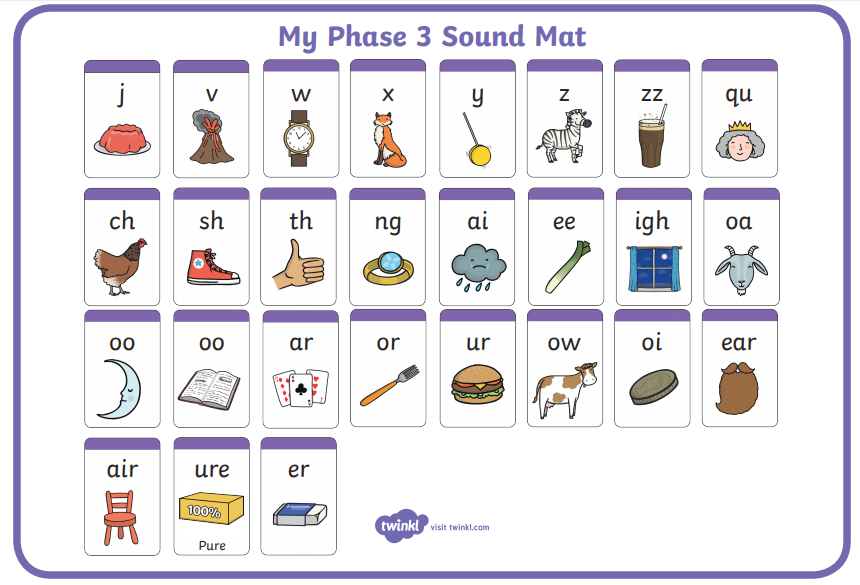 My Phase 3 Sound Mat
j v w x y z zz qu
ch sh th ng ai ee igh oa
oo oo ar or ur ow oi ear
air ure er
100%
Pure
twinkl visit twinkl.com